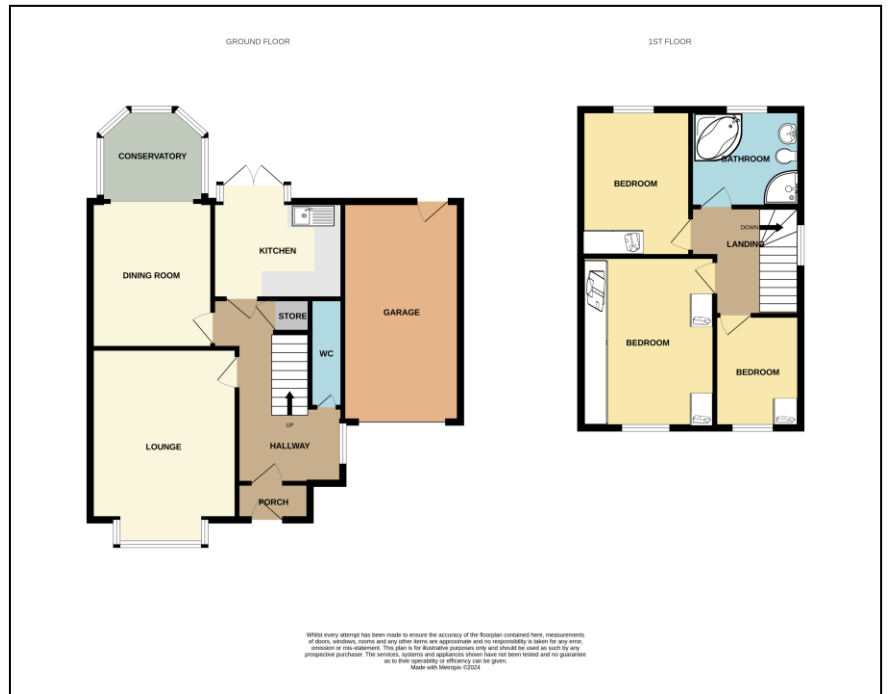 GROUND FLOOR
1ST FLOOR
CONSERVATORY
DINING ROOM
KITCHEN
STORE
WC
GARAGE
LOUNGE
UP
HALLWAY
PORCH
BEDROOM
BATHROOM
DOWN
LANDING
BEDROOM
BEDROOM
Whilst every attempt has been made to ensure the accuracy of the floorplan contained here, measurements
of doors, windows, rooms and any other items are approximate and no responsibility is taken for any error,
omission or mis-statement. This plan is for illustrative purposes only and should be used as such by any
prospective purchaser. The services, systems and appliances shown have not been tested and no guarantee
as to their operability or efficiency can be given.
Made with Metropix ©2024